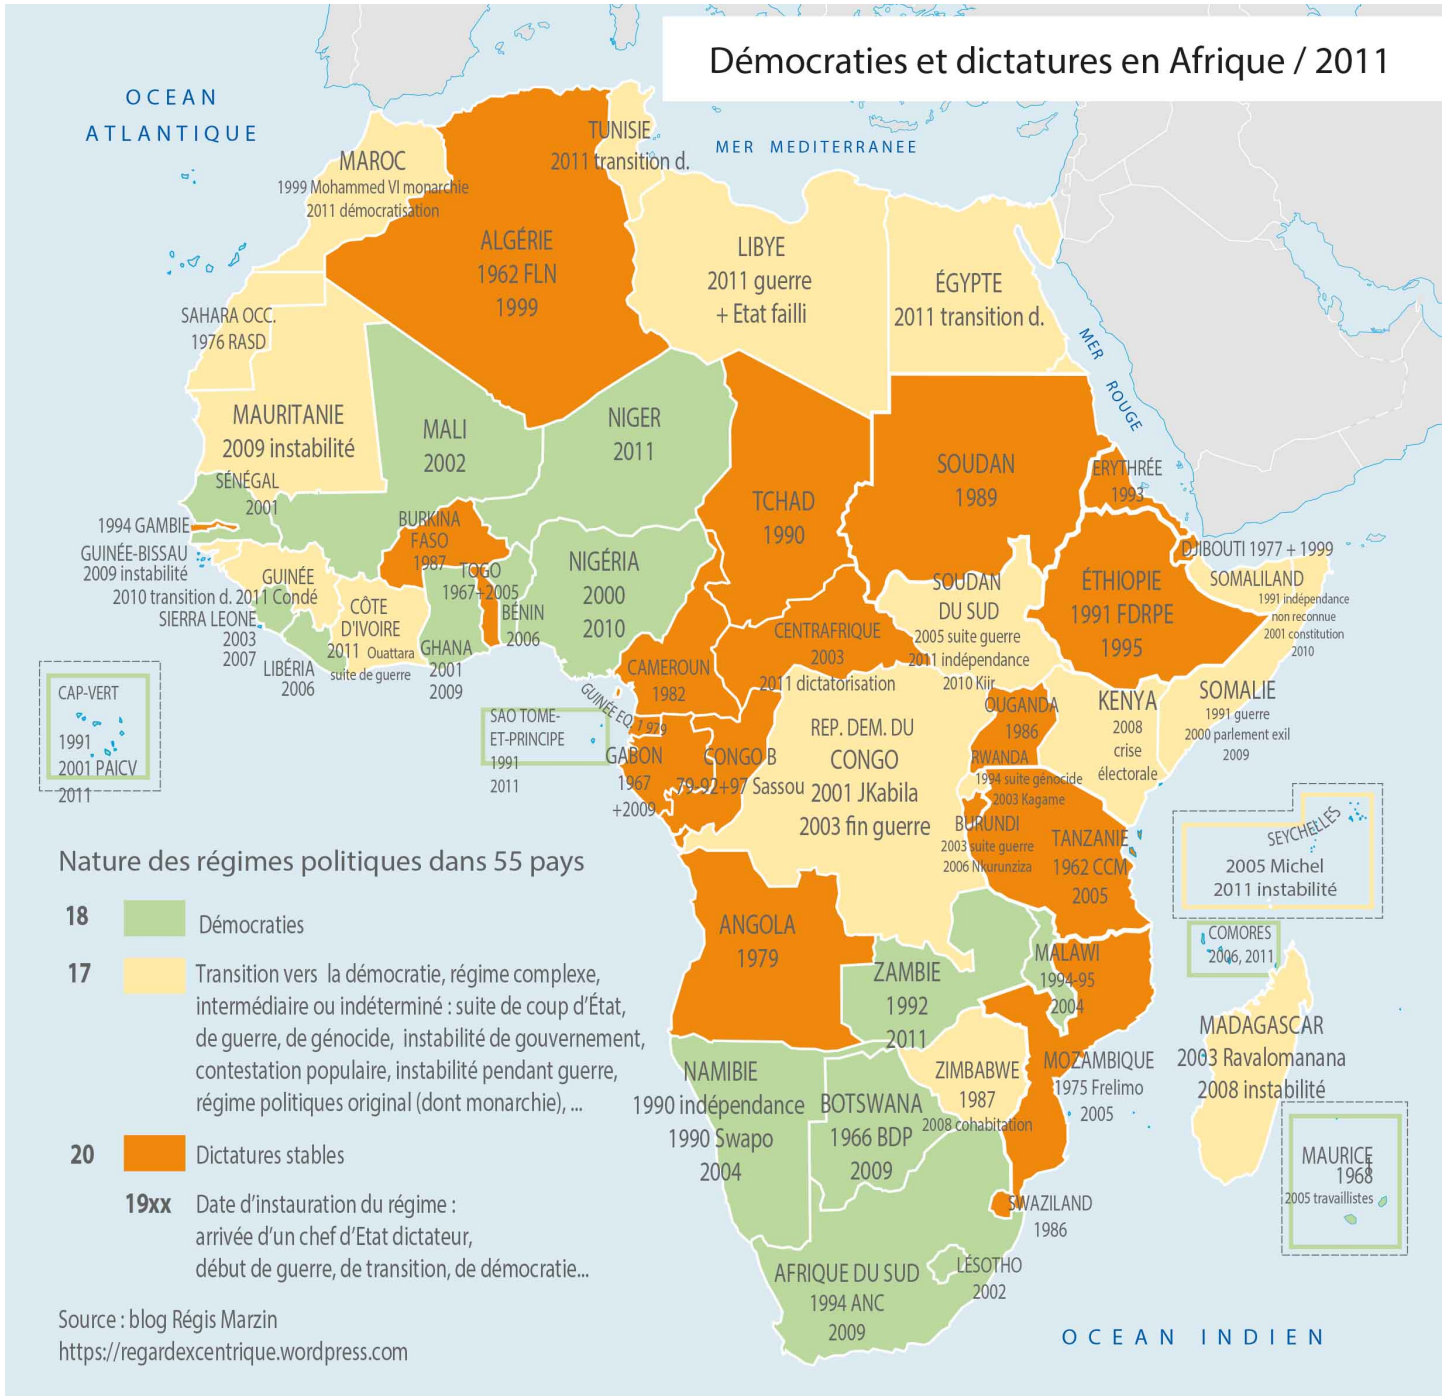 Démocraties et dictatures en Afrique / 2011
OCEAN
ATLANTIQUE
MER MEDITERRANEE
MER ROUGE
TUNISIE
2011 transition d.
MAROC
1999 Mohammed VI monarchie
2011 démocratisation
ALGÉRIE
1962 FLN
1999
LIBYE
2011 guerre
+ Etat failli
ÉGYPTE
2011 transition d.
SAHARA OCC.
1976 RASD
MAURITANIE
2009 instabilité
MALI
2002
NIGER
2011
TCHAD
1990
SOUDAN
1989
ERYTHRÉE
1993
SÉNÉGAL
2001
1994 GAMBIE
GUINÉE-BISSAU
2009 instabilité
GUINÉE
2010 transition d. 2011 Condé
SIERRA LEONE
2003
2007
LIBÉRIA
2006
CÔTE
D'IVOIRE
2011 Ouattara
suite de guerre
BURKINA
FASO
1987
TOGO
1967+2005
BÉNIN
2006
GHANA
2001
2009
NIGÉRIA
2000
2010
CAMEROUN
1982
CENTRAFRIQUE
2003
2011 dictatorisation
SOUDAN
DU SUD
2005 suite guerre
2011 indépendance
2010 Kiir
ÉTHIOPIE
1991 FDRPE
1995
DJIBOUTI 1977 + 1999
SOMALILAND
1991 indépendance
non reconnue
2001 constitution
2010
SOMALIE
1991 guerre
2000 parlement exil
2009
KENYA
2008
crise
électorale
OUGANDA
1986
RWANDA
1994 suite génocide
2003 Kagame
BURUNDI
2003 suite guerre
2006 Nkurunziza
TANZANIE
1962 CCM
2005
REP. DEM. DU
CONGO
2001 JKabila
2003 fin guerre
GUINÉE EQ. 1979
SAO TOME-
ET-PRINCIPE
1991
2011
GABON
1967
+2009
CONGO B
79-92+97 Sassou
CAP-VERT
1991
2001 PAICV
2011
SEYCHELLES
2005 Michel
2011 instabilité
COMORES
2006, 2011
ANGOLA
1979
ZAMBIE
1992
2011
MALAWI
1994-95
2004
MOZAMBIQUE
1975 Frelimo
2005
MADAGASCAR
2003 Ravalomanana
2008 instabilité
MAURICE
1968
2005 travaillistes
ZIMBABWE
1987
2008 cohabitation
NAMIBIE
1990 indépendance
1990 Swapo
2004
BOTSWANA
1966 BDP
2009
SWAZILAND
1986
LÉSOTHO
2002
AFRIQUE DU SUD
1994 ANC
2009
OCEAN INDIEN
Nature des régimes politiques dans 55 pays
18 Démocraties
17 Transition vers la démocratie, régime complexe,
intermédiaire ou indéterminé : suite de coup d'État,
de guerre, de génocide, instabilité de gouvernement,
contestation populaire, instabilité pendant guerre,
régime politiques original (dont monarchie), ...
20 Dictatures stables
19xx Date d'instauration du régime :
arrivée d'un chef d'Etat dictateur,
début de guerre, de transition, de démocratie...
Source : blog Régis Marzin
https://regardexcentrique.wordpress.com